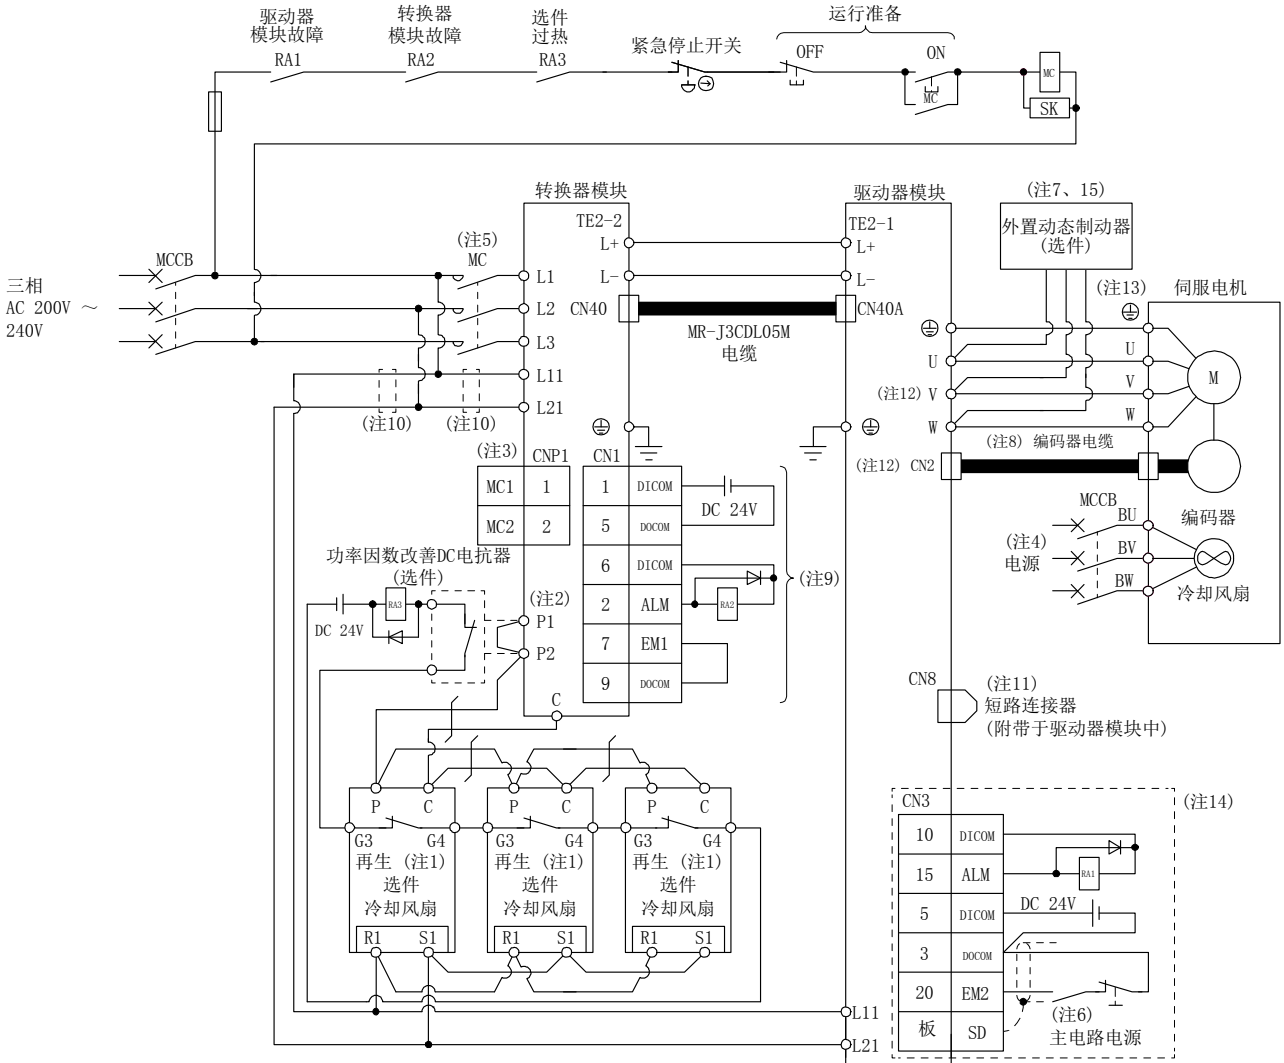 驱动器
模块故障
RA1
转换器
模块故障
RA2
选件
过热
RA3
紧急停止开关
运行准备
OFF
ON
MC
MC
SK
转换器模块
TE2-2
L+
L-
CN40
驱动器模块
TE2-1
L+
L-
CN40A
MR-J3CDL05M
电缆
(注7、15)
外置动态制动器
(选件)
三相
AC 200V ～
240V
MCCB
(注5)
MC
L1
L2
L3
L11
L21
(注10)
(注10)
(注13)
伺服电机
U
V
W
M
U
(注12) V
W
(注8) 编码器电缆
(注12) CN2
编码器
MCCB
(注4)
电源
BU
BV
BW
冷却风扇
(注3)
CNP1
MC1
1
MC2
2
CN1
1
DICOM
5
DOCOM
6
DICOM
2
ALM
7
EM1
9
DOCOM
DC 24V
RA2
(注9)
功率因数改善DC电抗器
(选件)
RA3
DC 24V
(注2)
P1
P2
C
CN8
(注11)
短路连接器
(附带于驱动器模块中)
P
C
P
C
P
C
G3
G4
G3
G4
G3
G4
再生 (注1)
选件
冷却风扇
R1
S1
再生 (注1)
选件
冷却风扇
R1
S1
再生 (注1)
选件
冷却风扇
R1
S1
L11
L21
(注14)
CN3
10
DICOM
15
ALM
5
DICOM
3
DOCOM
20
EM2
板
SD
RA1
DC 24V
(注6)
主电路电源